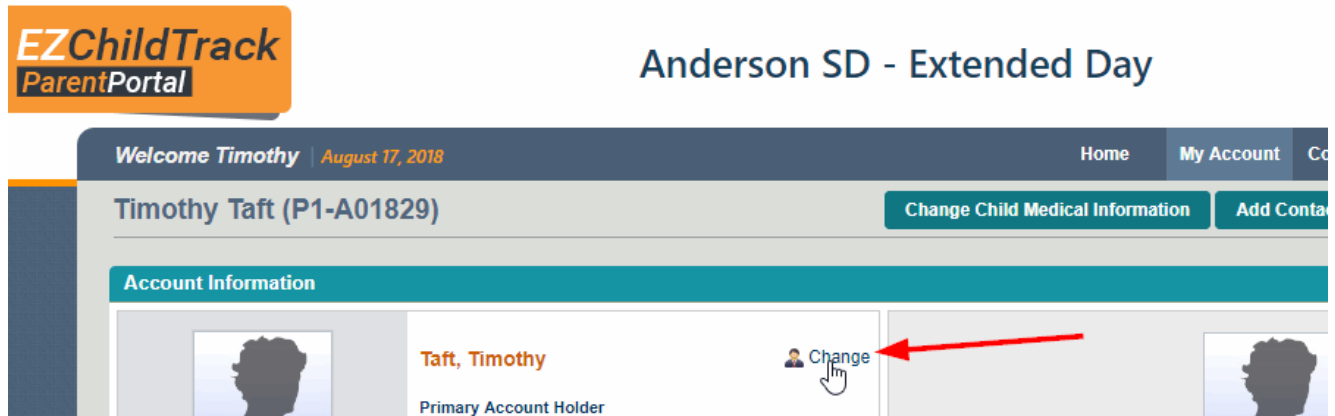 EZChildTrack
ParentPortal
Anderson SD - Extended Day
Welcome Timothy | August 17, 2018
Home My Account Co
Timothy Taft (P1-A01829)
Change Child Medical Information Add Contac
Account Information
Taft, Timothy
Change
Primary Account Holder